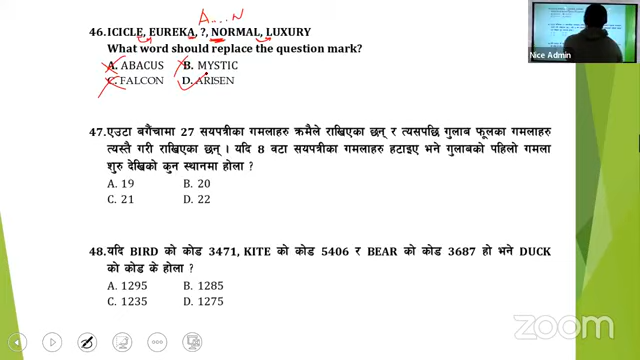 A....N
46. ICICLE, EUREKA, ?, NORMAL, LUXURY
What word should replace the question mark?
A. ABACUS B. MYSTIC
C. FALCON D. ARISEN
47. एउटा बगैंचामा 27 सयपत्रीका गमलाहरु क्रमैले राखिएका छन् र त्यसपछि गुलाब फूलका गमलाहरु
त्यस्तै गरी राखिएका छन् । यदि 8 वटा सयपत्रीका गमलाहरु हटाइए भने गुलाबको पहिलो गमला
शुरु देखिको कुन स्थानमा होला ?
A. 19 B. 20
C. 21 D. 22
48. यदि BIRD को कोड 3471, KITE को कोड 5406 र BEAR को कोड 3687 हो भने DUCK
को कोड के होला ?
A. 1295 B. 1285
C. 1235 D. 1275
Nice Admin
zoom